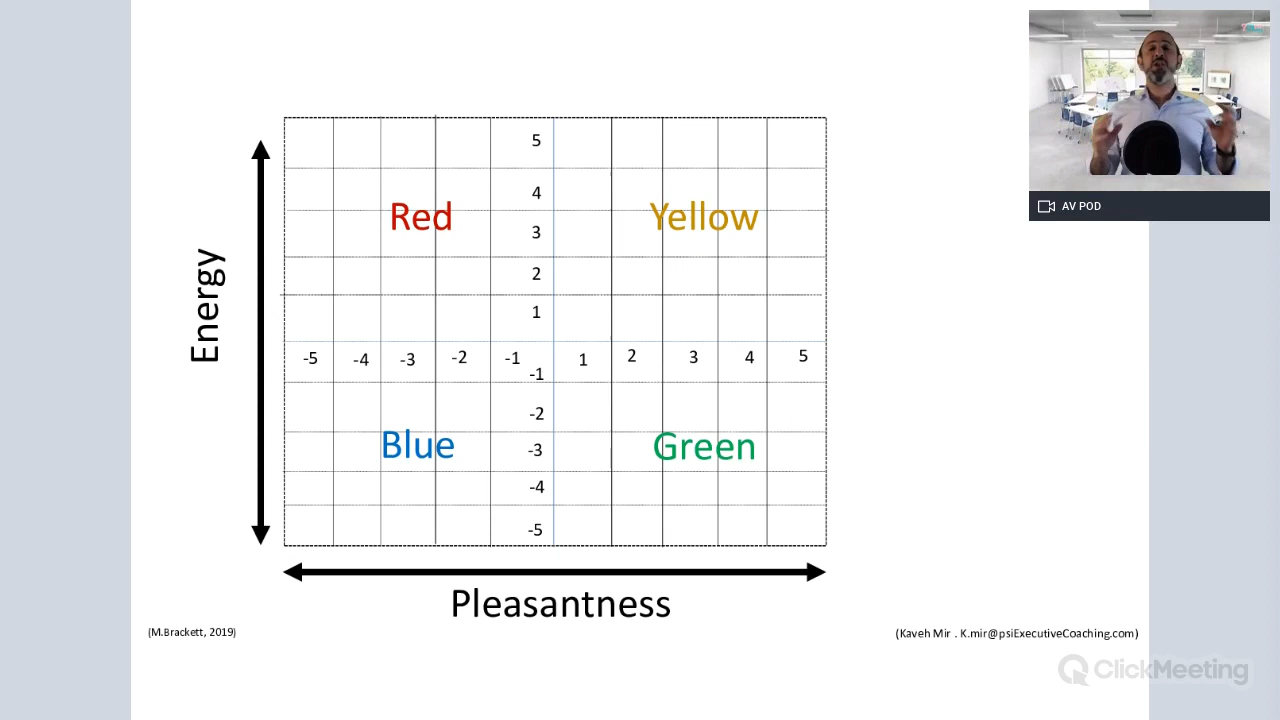 AV POD
5
4
Red
Yellow
3
2
1
Energy
-5 -4 -3 -2 -1 1 2 3 4 5
-1
-2
Blue
Green
-3
-4
-5
Pleasantness
(M.Brackett, 2019)
(Kaveh Mir . K.mir@psiExecutiveCoaching.com)
ClickMeeting